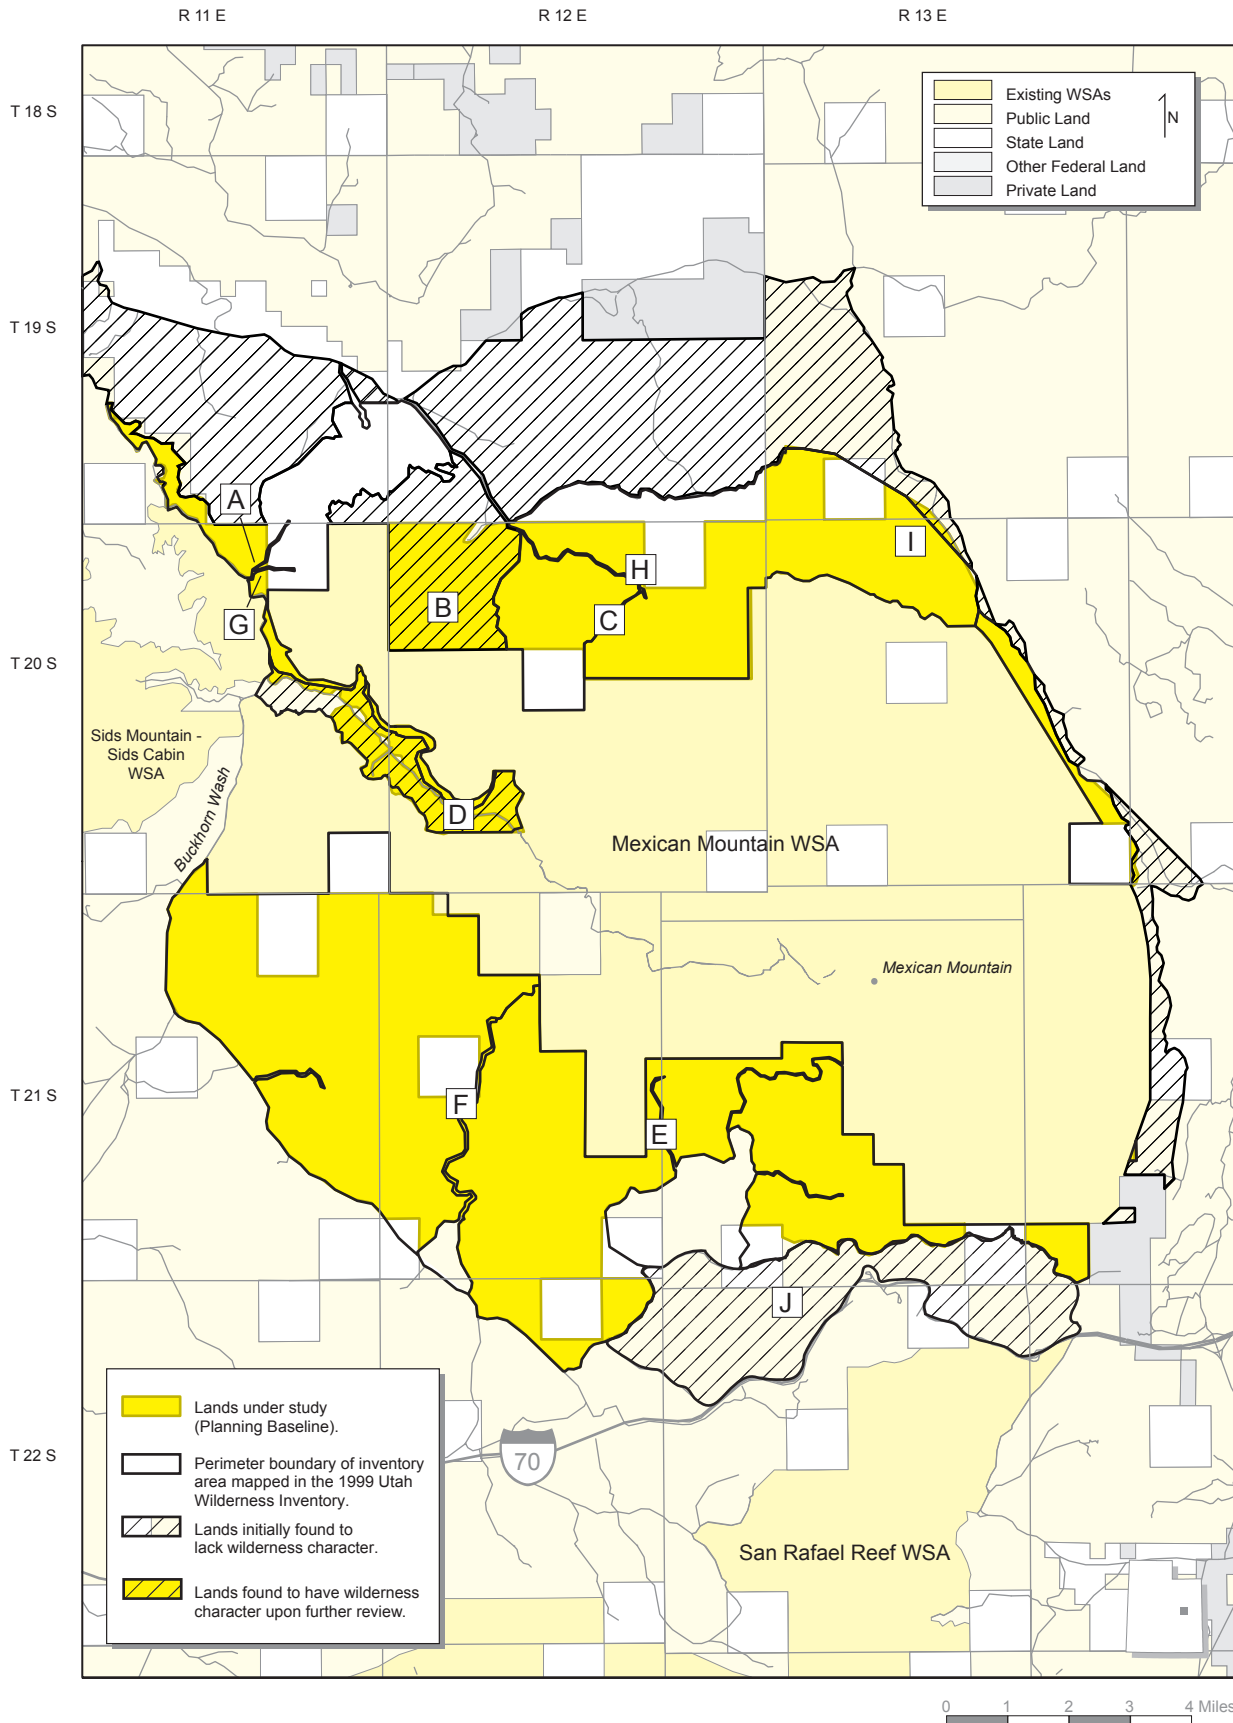 R 11 E
R 12 E
R 13 E
T 18 S
Existing WSAs
Public Land
State Land
Other Federal Land
Private Land
N
T 19 S
A
I
H
B
C
G
T 20 S
Sids Mountain -
Sids Cabin
WSA
Buckhorn Wash
D
Mexican Mountain WSA
Mexican Mountain
T 21 S
F
E
J
Lands under study
(Planning Baseline).
Perimeter boundary of inventory
area mapped in the 1999 Utah
Wilderness Inventory.
Lands initially found to
lack wilderness character.
Lands found to have wilderness
character upon further review.
T 22 S
70
San Rafael Reef WSA
0 1 2 3 4 Miles